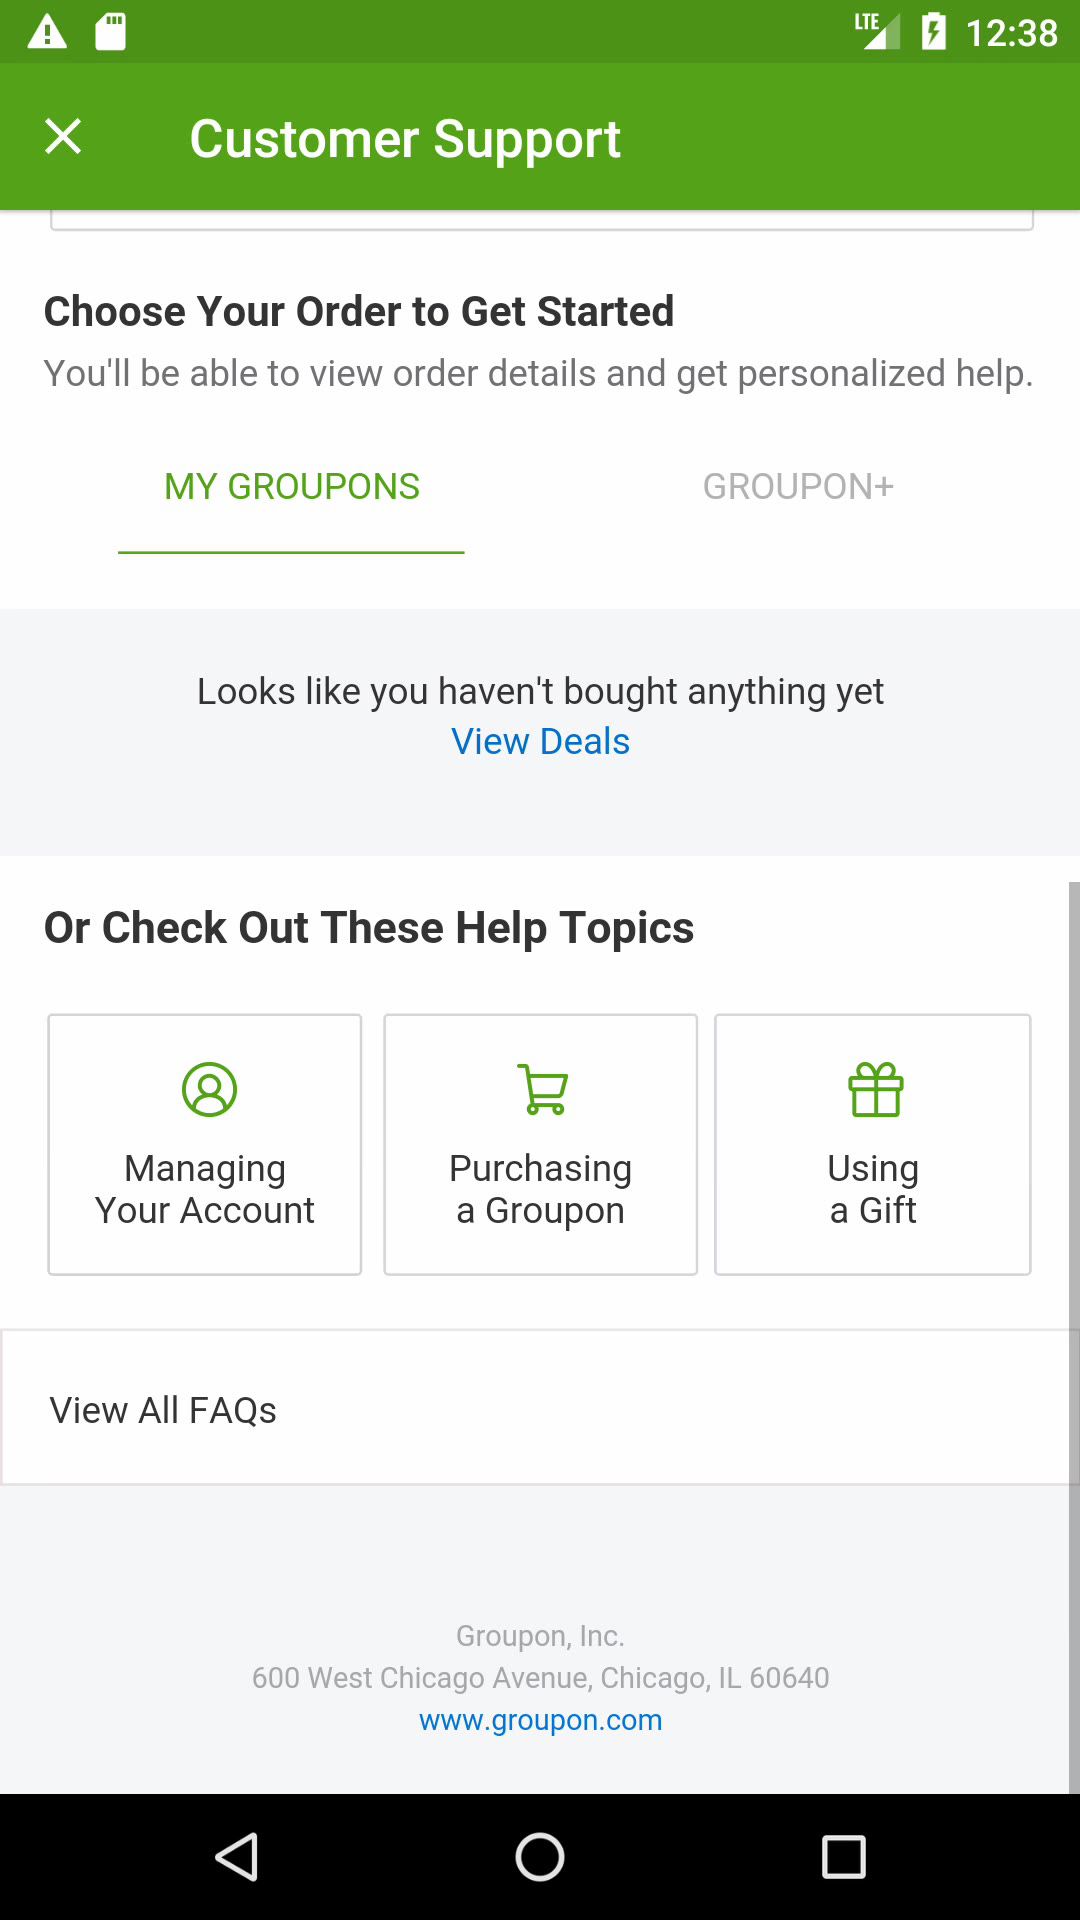 LTE 12:38
Customer Support
Choose Your Order to Get Started
You'll be able to view order details and get personalized help.
MY GROUPONS GROUPON+
Looks like you haven't bought anything yet
View Deals
Or Check Out These Help Topics
Managing
Your Account
Purchasing
a Groupon
Using
a Gift
View All FAQs
Groupon, Inc.
600 West Chicago Avenue, Chicago, IL 60640
www.groupon.com